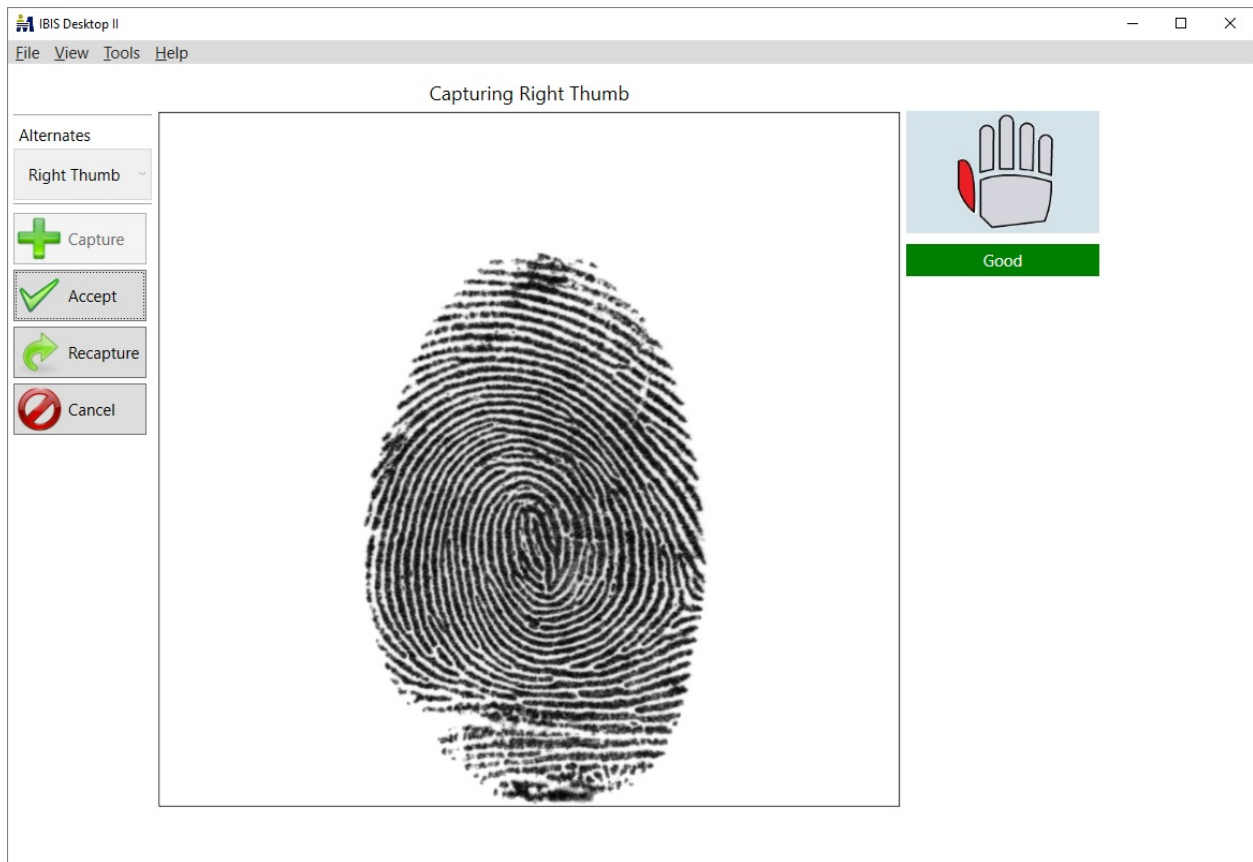 IBIS Desktop II
File View Tools Help
Capturing Right Thumb
Alternates
Right Thumb
Capture
Accept
Recapture
Cancel
Good